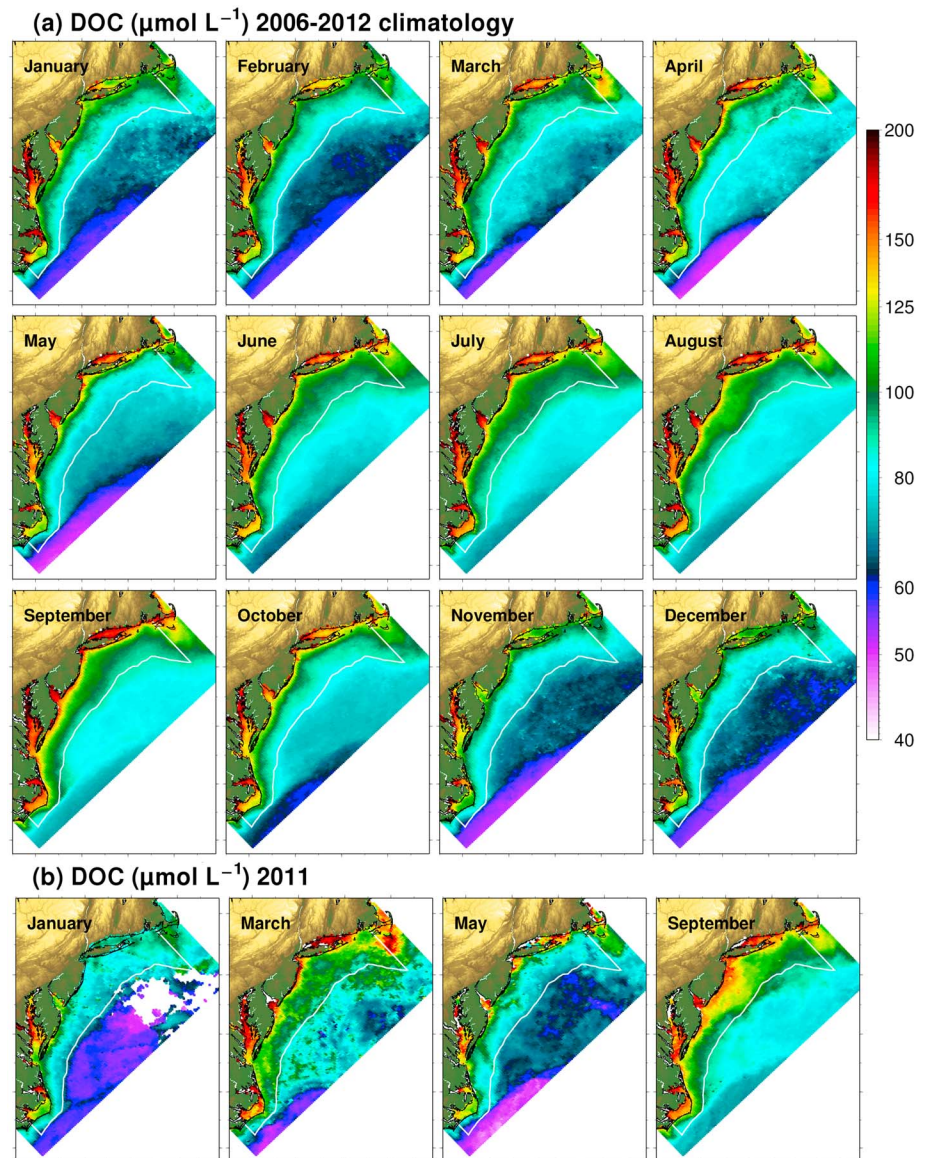 (a) DOC (µmol L⁻¹) 2006-2012 climatology
January
February
March
April
200
150
125
100
80
60
50
40
May
June
July
August
September
October
November
December
(b) DOC (µmol L⁻¹) 2011
January
March
May
September